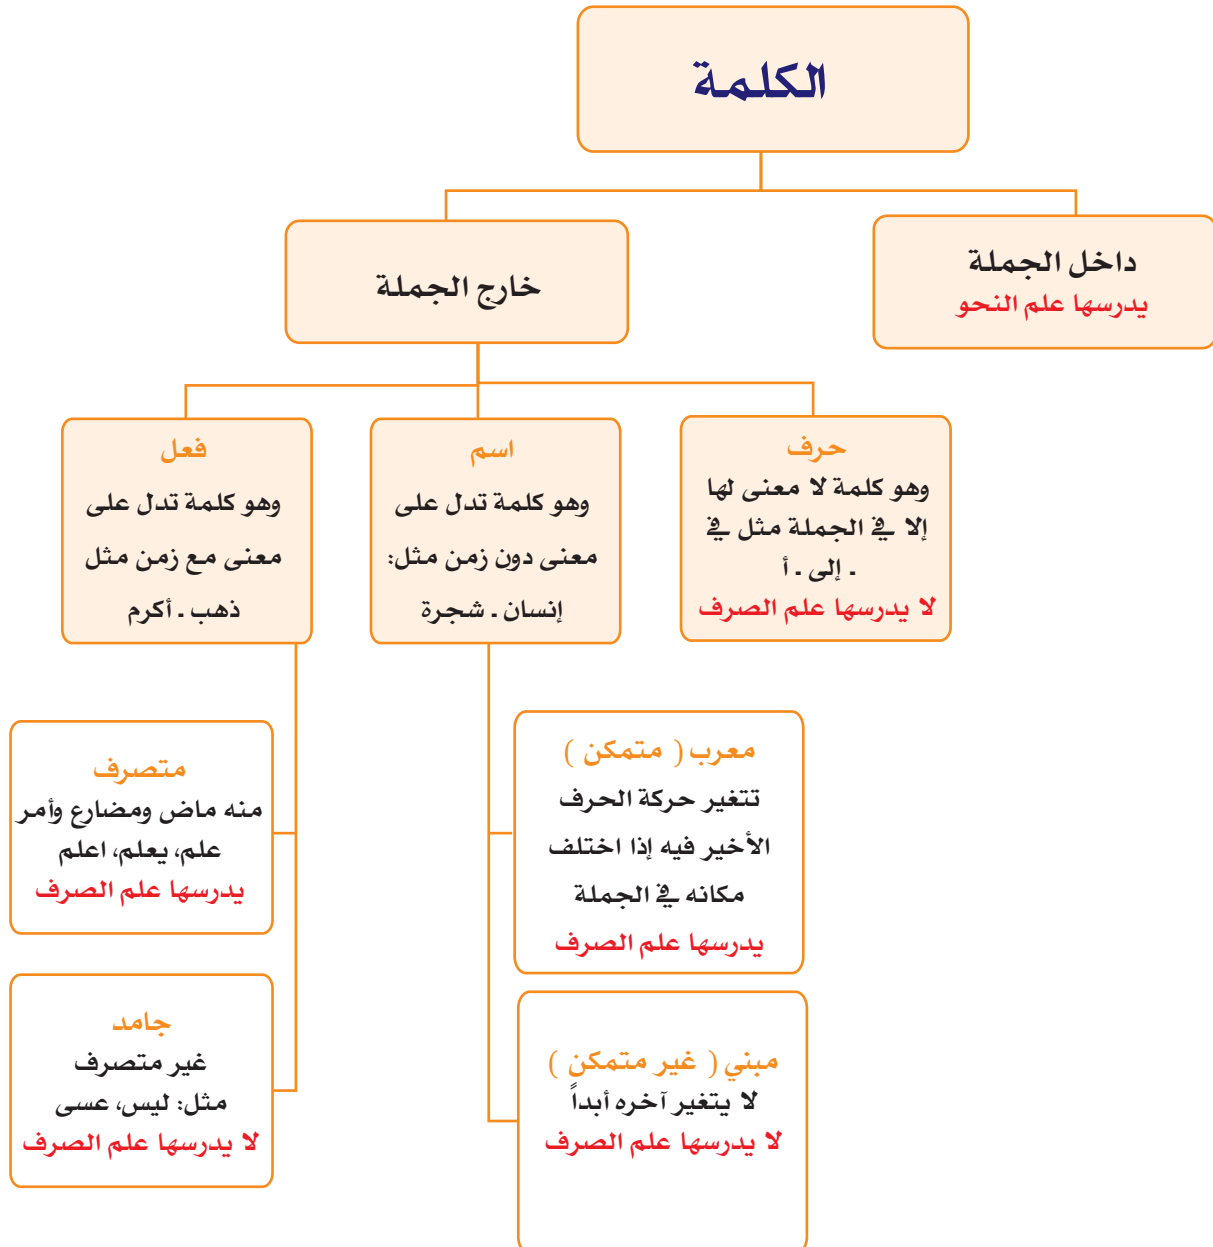 الكلمة
داخل الجملة
يدرسها علم النحو
خارج الجملة
حرف
وهو كلمة لا معنى لها
إلا في الجملة مثل في
ـ إلى ـ أ
لا يدرسها علم الصرف
اسم
وهو كلمة تدل على
معنى دون زمن مثل:
إنسان ـ شجرة
فعل
وهو كلمة تدل على
معنى مع زمن مثل
ذهب ـ أكرم
معرب ( متمكن )
تتغير حركة الحرف
الأخير فيه إذا اختلف
مكانه في الجملة
يدرسها علم الصرف
مبني ( غير متمكن )
لا يتغير آخره أبداً
لا يدرسها علم الصرف
متصرف
منه ماض ومضارع وأمر
علم، يعلم، اعلم
يدرسها علم الصرف
جامد
غير متصرف
مثل: ليس، عسى
لا يدرسها علم الصرف